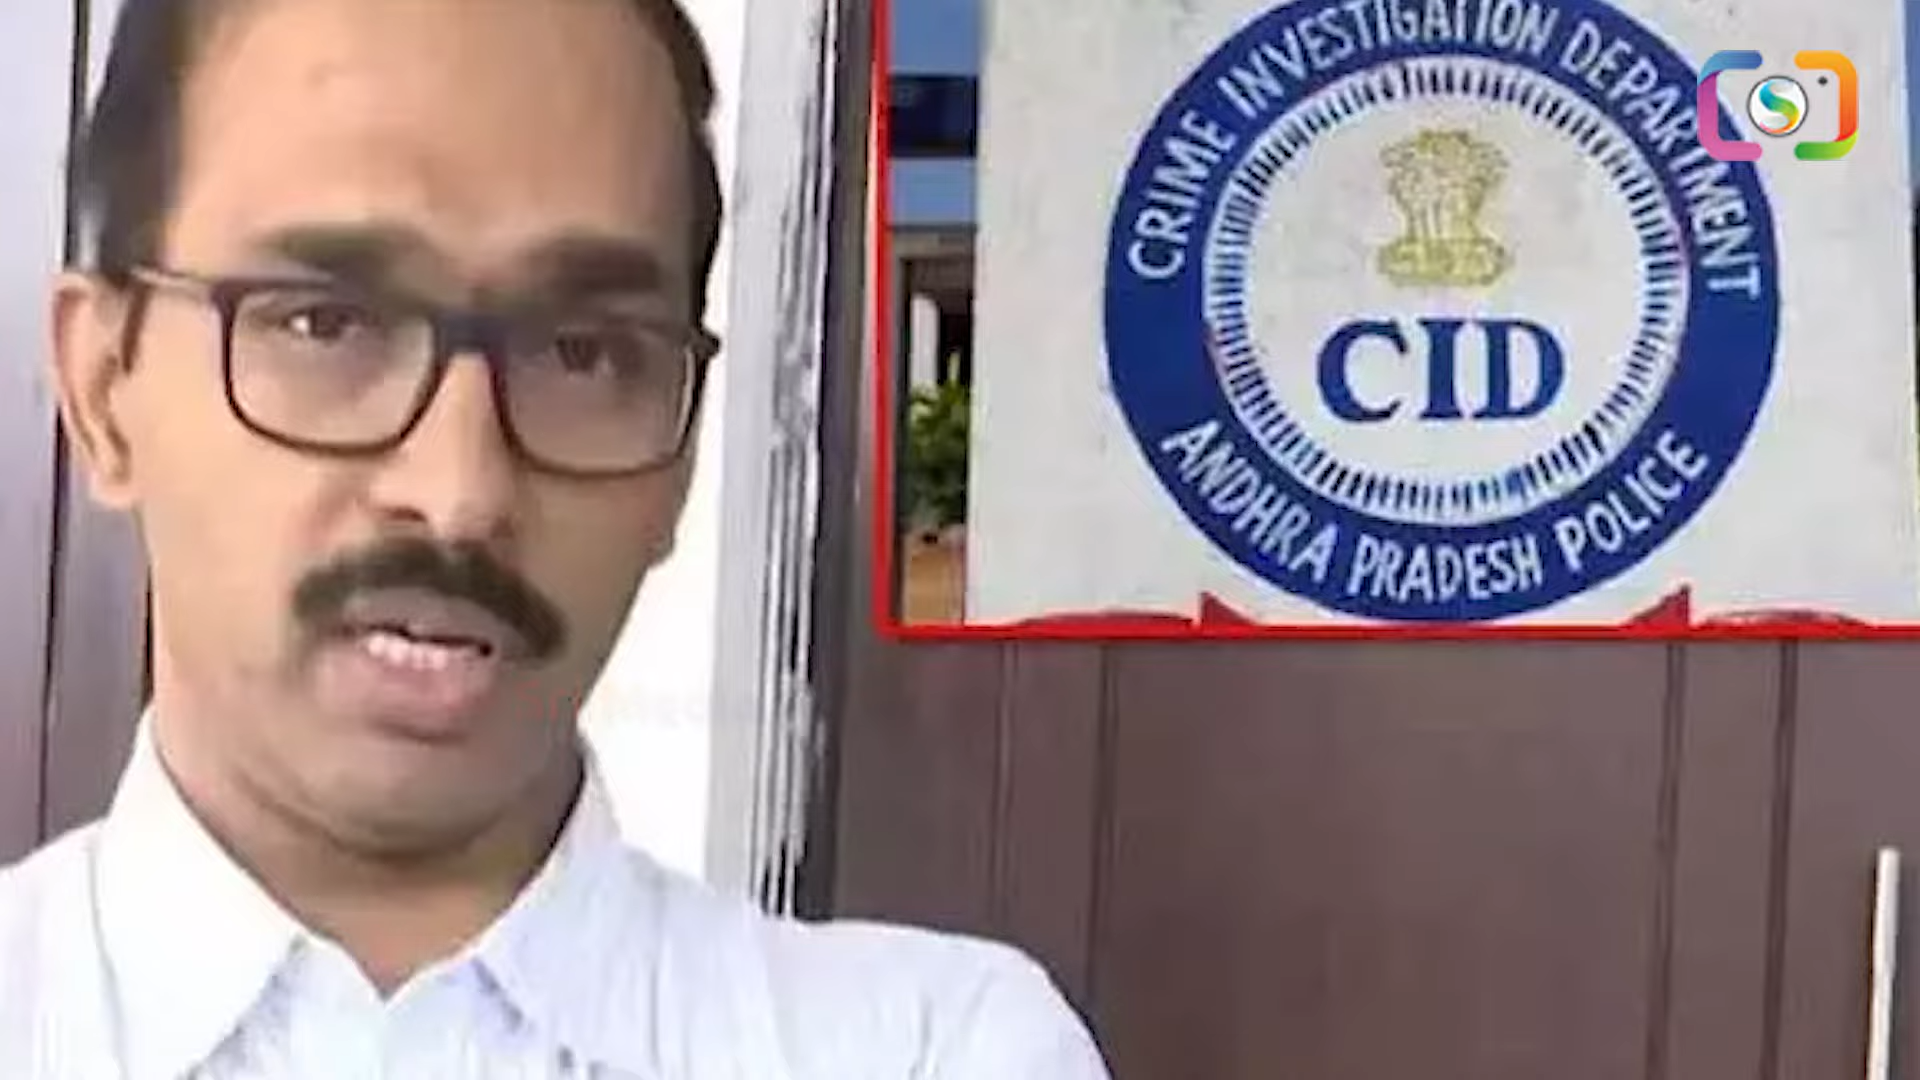 CRIME INVESTIGATION DEPARTMENT
CID
ANDHRA PRADESH POLICE
S